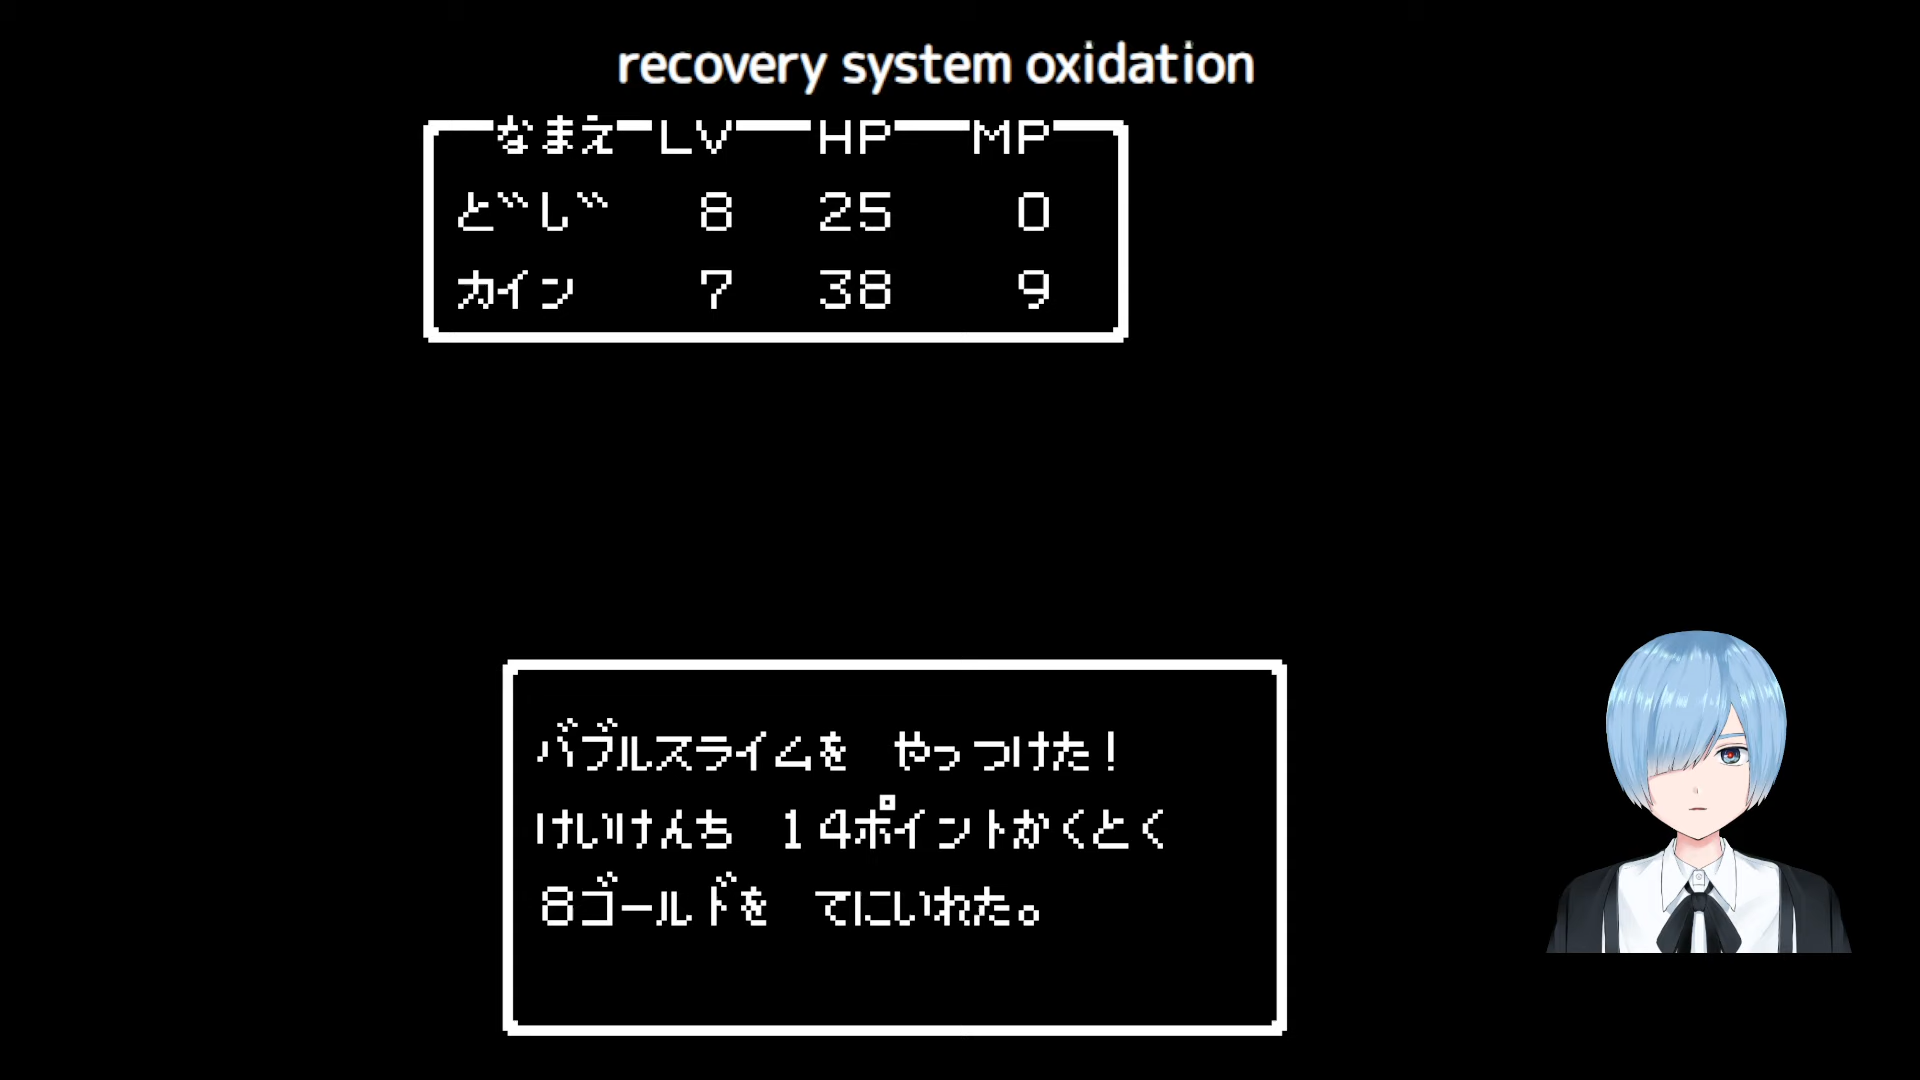 recovery system oxidation
なまえ LV HP MP
ど゛し゛ 8 25 0
カイン 7 38 9
バブルスライムを やっつけた!
けいけんち 14ポイントかくとく
8ゴールドを てにいれた。